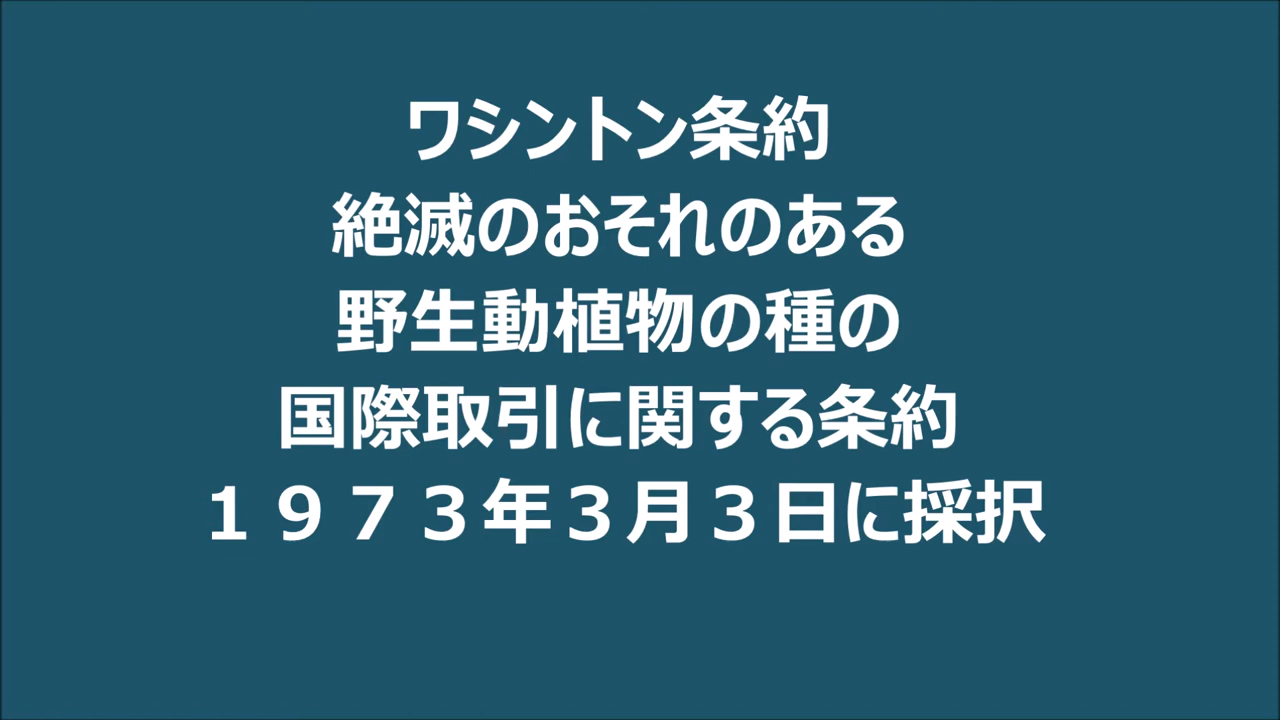 ワシントン条約
絶滅のおそれのある
野生動植物の種の
国際取引に関する条約
１９７３年３月３日に採択